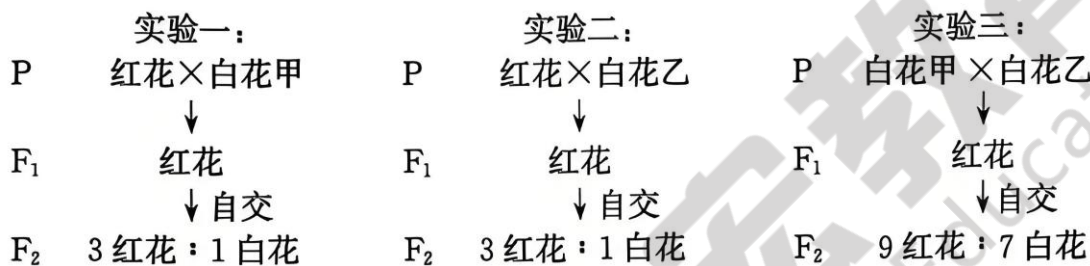 实验一： 实验二： 实验三：
P 红花×白花甲 P 红花×白花乙 P 白花甲×白花乙
↓ ↓ ↓
F₁ 红花 F₁ 红花 F₁ 红花
↓自交 ↓自交 ↓自交
F₂ 3红花：1白花 F₂ 3红花：1白花 F₂ 9红花：7白花